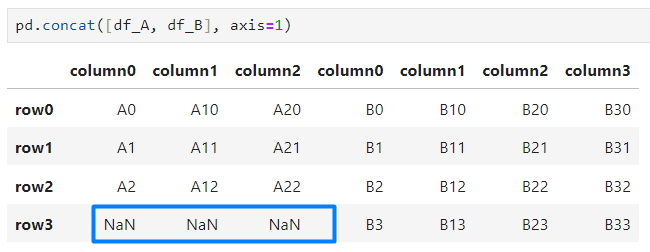 pd.concat([df_A, df_B], axis=1)
column0 column1 column2 column0 column1 column2 column3
row0 A0 A10 A20 B0 B10 B20 B30
row1 A1 A11 A21 B1 B11 B21 B31
row2 A2 A12 A22 B2 B12 B22 B32
row3 NaN NaN NaN B3 B13 B23 B33